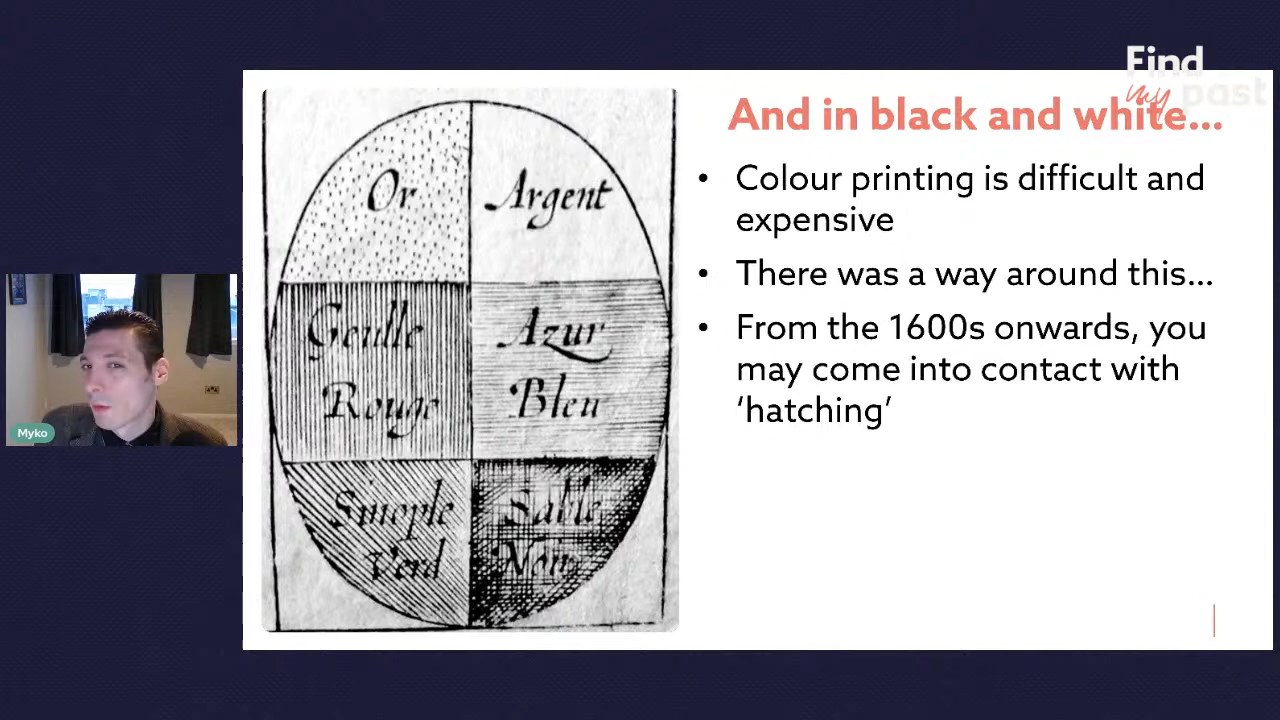 Find
my past
And in black and white...
• Colour printing is difficult and
expensive
• There was a way around this...
• From the 1600s onwards, you
may come into contact with
‘hatching’
Or
Argent
Geulle
Rouge
Azur
Bleu
Sinople
Verd
Sable
Noir
Myko